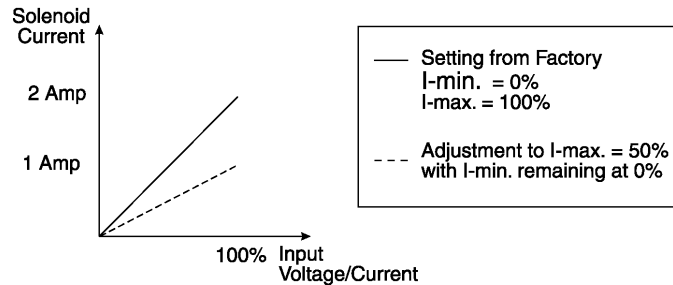 Solenoid
Current
2 Amp
1 Amp
100% Input
Voltage/Current
Setting from Factory
I-min. = 0%
I-max. = 100%
Adjustment to I-max. = 50%
with I-min. remaining at 0%